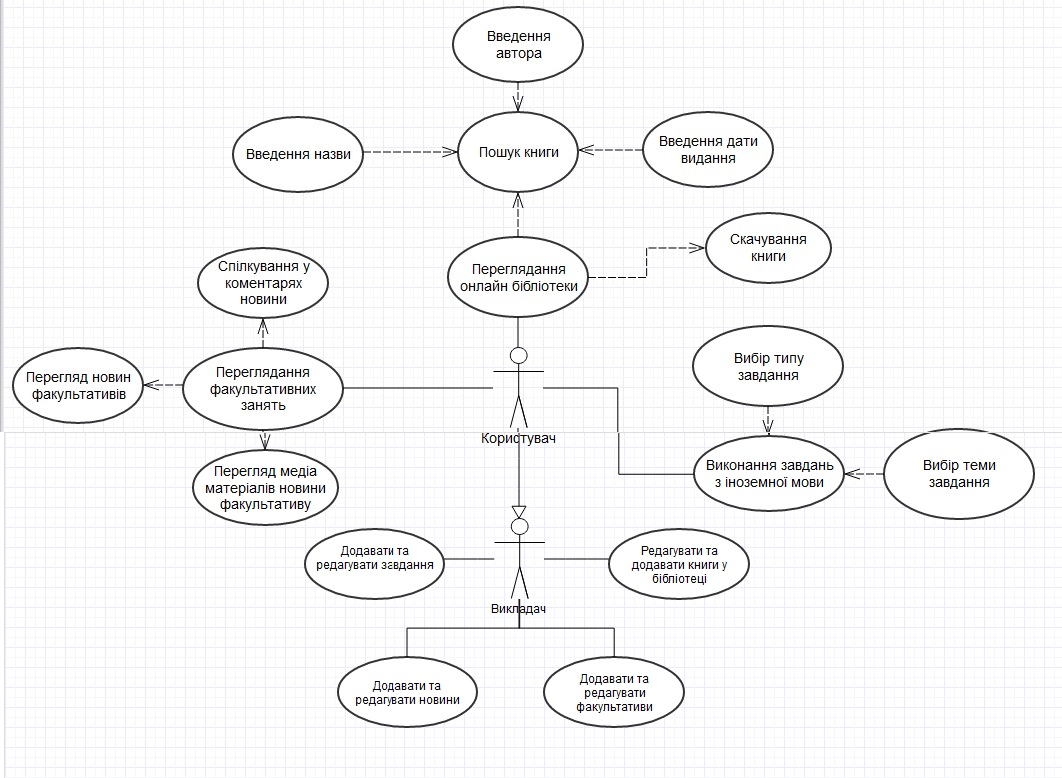 Введення
автора
Введення назви
Пошук книги
Введення дати
видання
Скачування
книги
Переглядання
онлайн бібліотеки
Спілкування у
коментарях
новини
Перегляд новин
факультативів
Переглядання
факультативних
занять
Вибір типу
завдання
Користувач
Перегляд медіа
матеріалів новини
факультативу
Виконання завдань
з іноземної мови
Вибір теми
завдання
Додавати та
редагувати завдання
Редагувати та
додавати книги у
бібліотеці
Викладач
Додавати та
редагувати новини
Додавати та
редагувати
факультативи